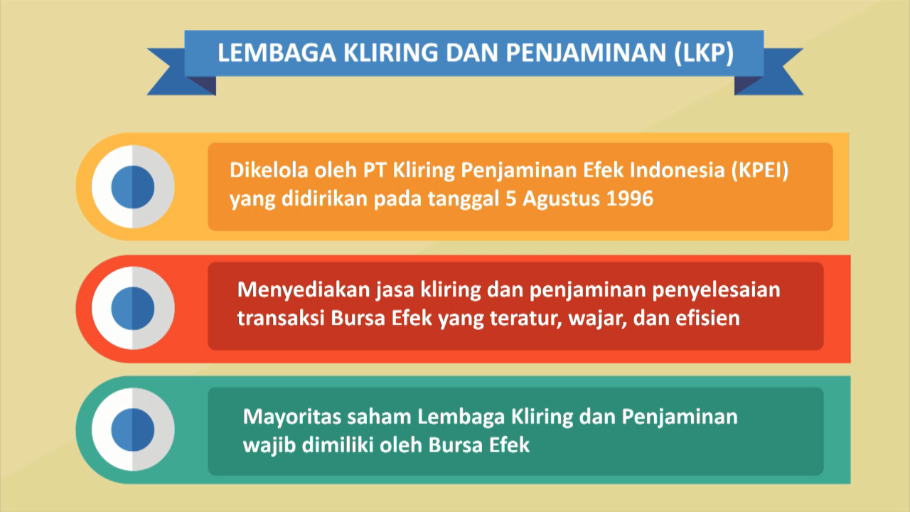 LEMBAGA KLIRING DAN PENJAMINAN (LKP)
Dikelola oleh PT Kliring Penjaminan Efek Indonesia (KPEI)
yang didirikan pada tanggal 5 Agustus 1996
Menyediakan jasa kliring dan penjaminan penyelesaian
transaksi Bursa Efek yang teratur, wajar, dan efisien
Mayoritas saham Lembaga Kliring dan Penjaminan
wajib dimiliki oleh Bursa Efek